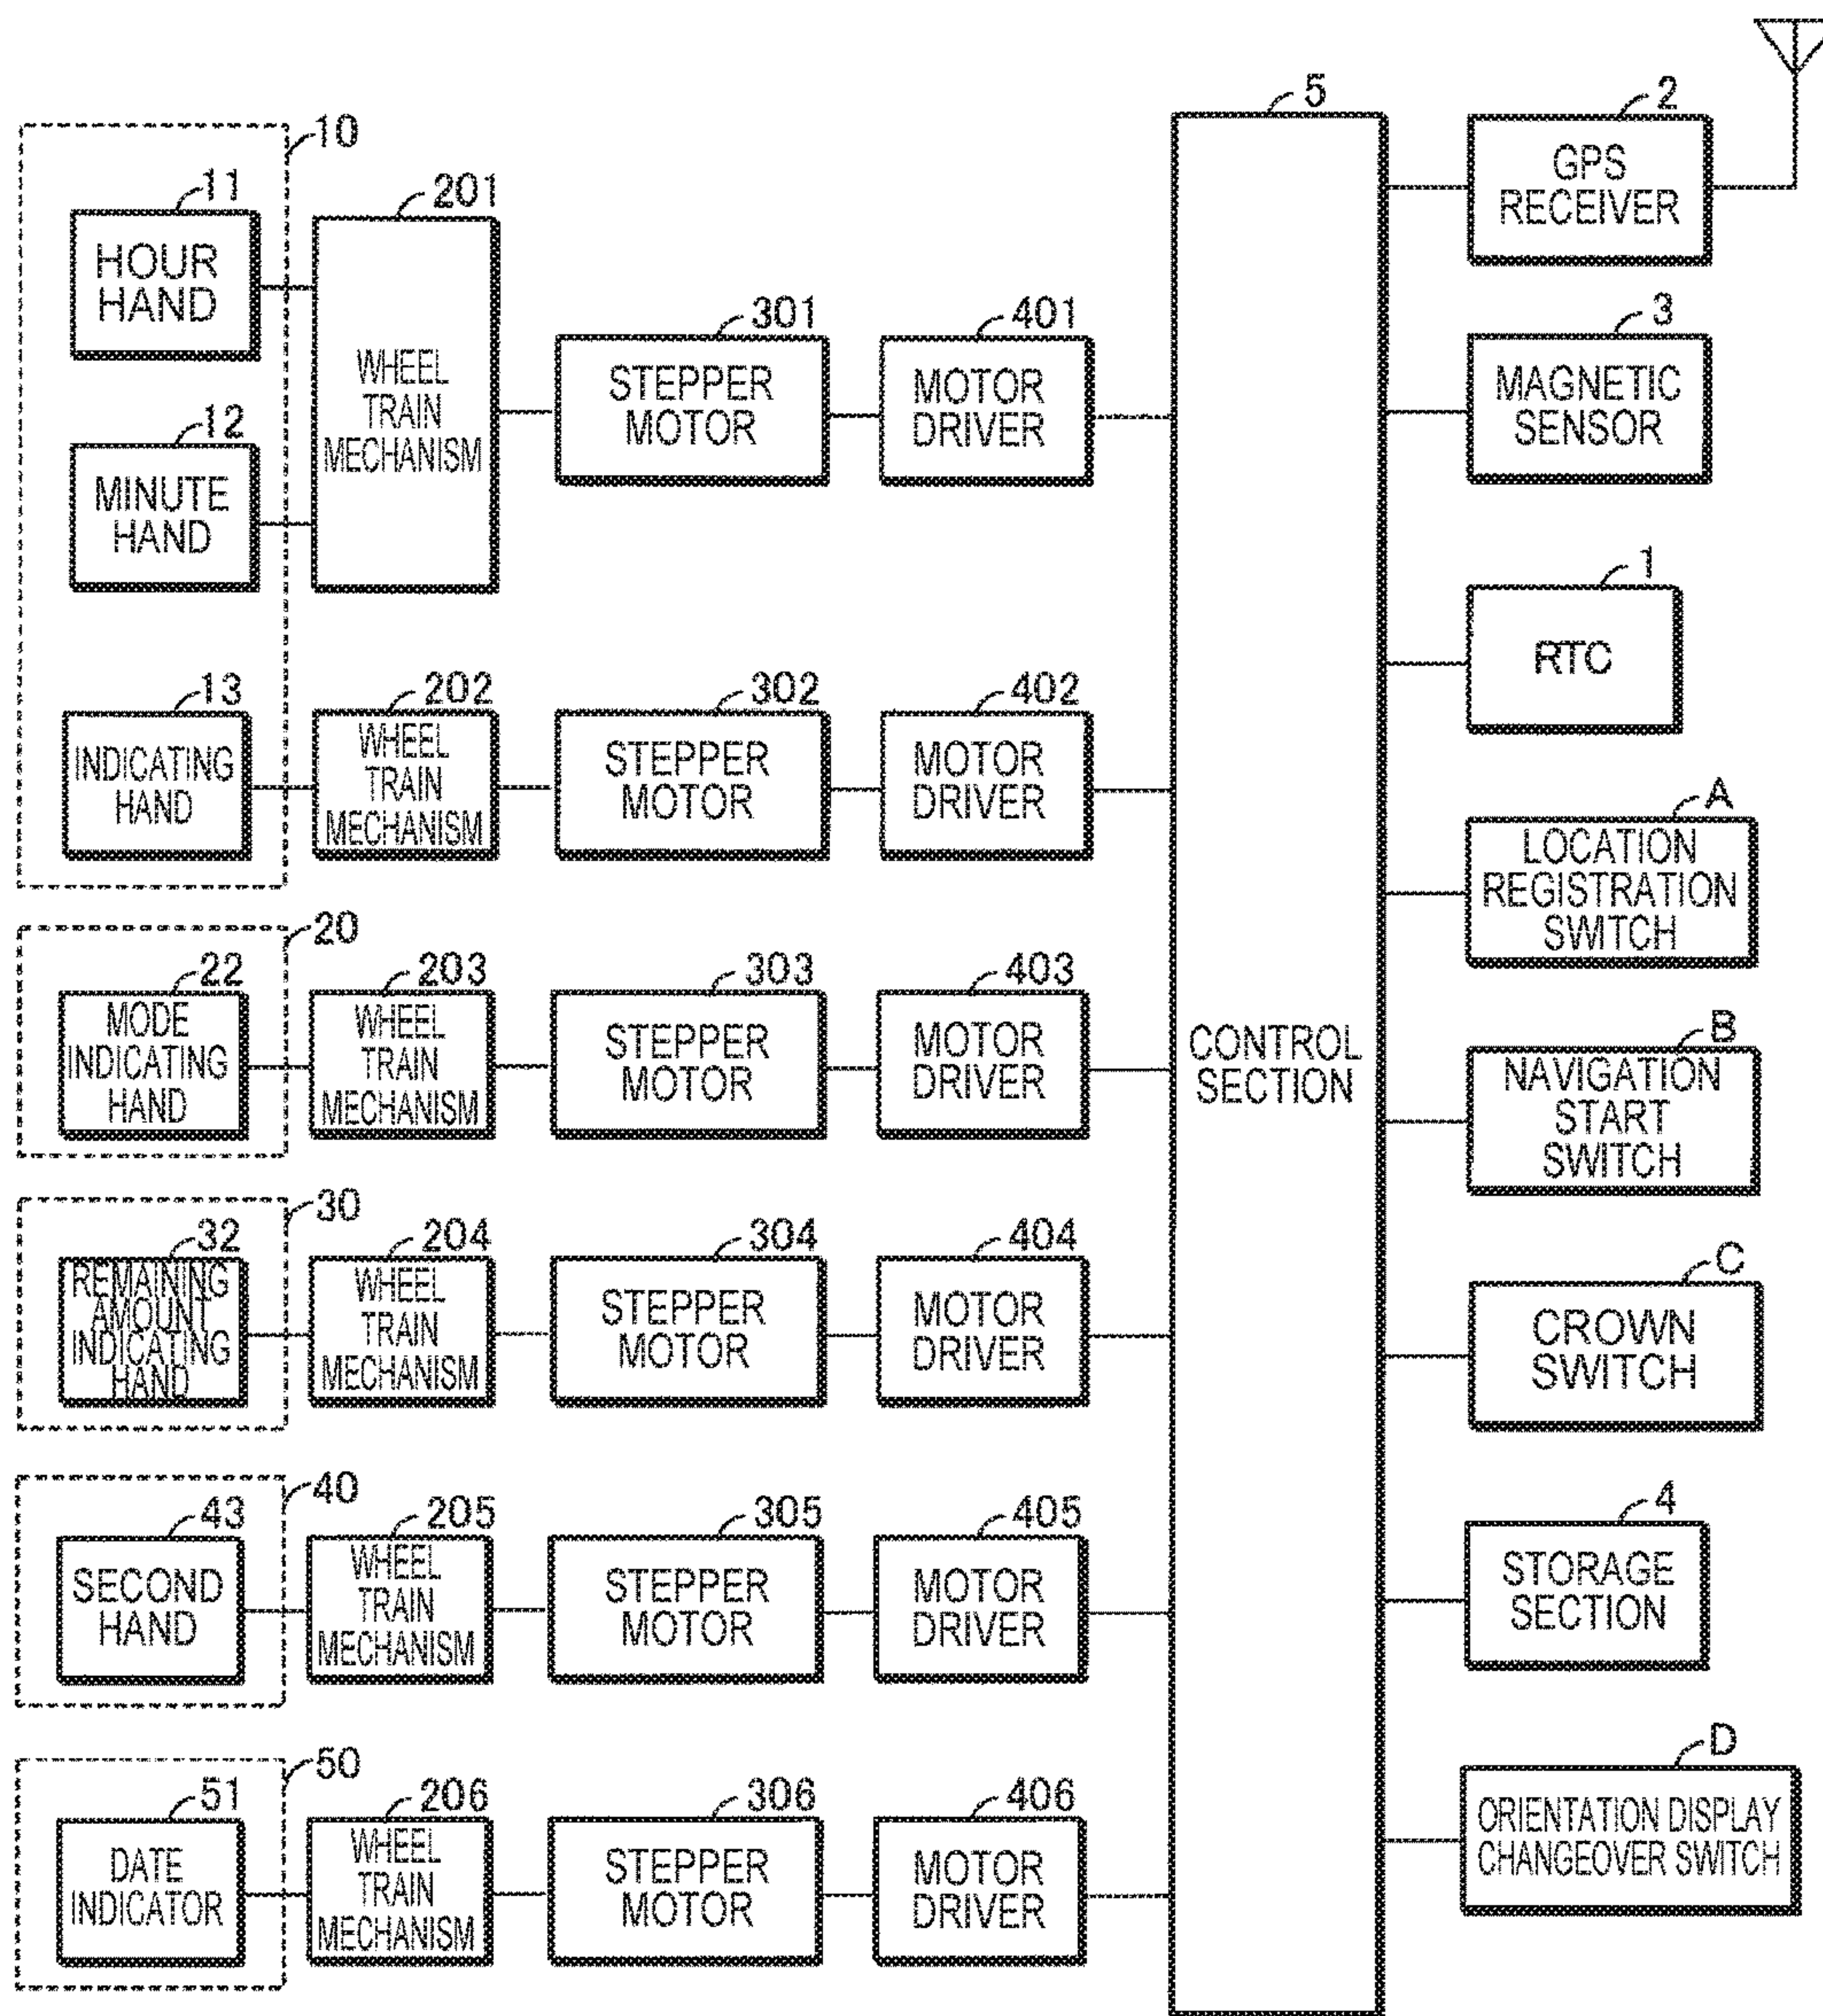 5
2
GPS
RECEIVER
10
11
HOUR
HAND
201
WHEEL
TRAIN
MECHANISM
301
STEPPER
MOTOR
401
MOTOR
DRIVER
3
MAGNETIC
SENSOR
12
MINUTE
HAND
1
RTC
13
INDICATING
HAND
202
WHEEL
TRAIN
MECHANISM
302
STEPPER
MOTOR
402
MOTOR
DRIVER
A
LOCATION
REGISTRATION
SWITCH
20
22
MODE
INDICATING
HAND
203
WHEEL
TRAIN
MECHANISM
303
STEPPER
MOTOR
403
MOTOR
DRIVER
CONTROL
SECTION
B
NAVIGATION
START
SWITCH
30
32
REMAINING
AMOUNT
INDICATING
HAND
204
WHEEL
TRAIN
MECHANISM
304
STEPPER
MOTOR
404
MOTOR
DRIVER
C
CROWN
SWITCH
40
43
SECOND
HAND
205
WHEEL
TRAIN
MECHANISM
305
STEPPER
MOTOR
405
MOTOR
DRIVER
4
STORAGE
SECTION
50
51
DATE
INDICATOR
206
WHEEL
TRAIN
MECHANISM
306
STEPPER
MOTOR
406
MOTOR
DRIVER
D
ORIENTATION DISPLAY
CHANGEOVER SWITCH